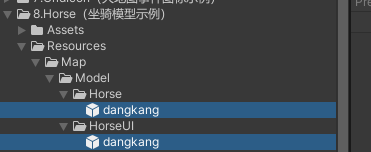 8.Horse（坐骑模型示例）
Assets
Resources
Map
Model
Horse
dangkang
HorseUI
dangkang